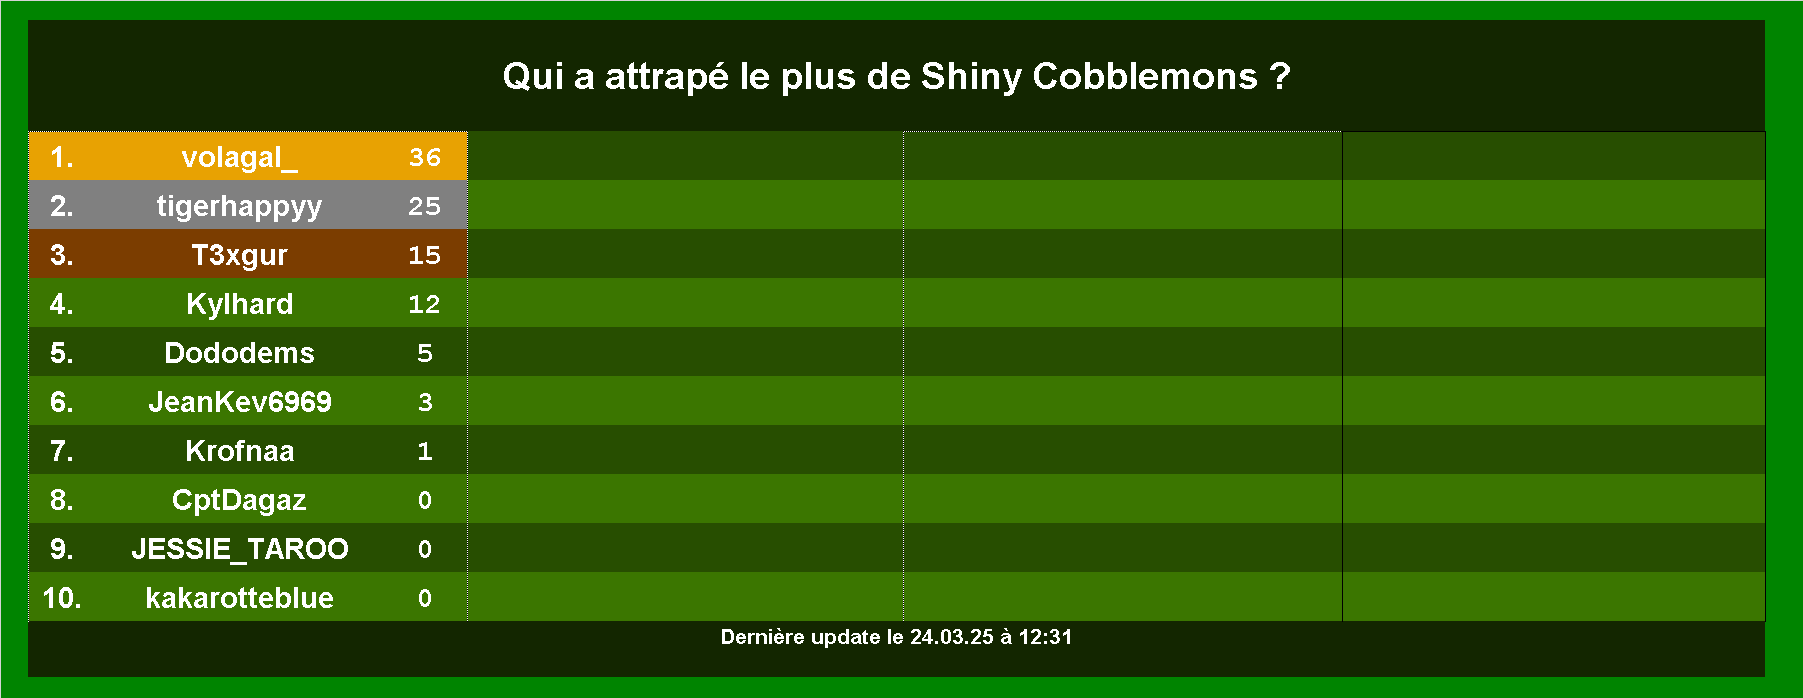 Qui a attrapé le plus de Shiny Cobblemons ?
1. volagal_ 36
2. tigerhappyy 25
3. T3xgur 15
4. Kylhard 12
5. Dododems 5
6. JeanKev6969 3
7. Krofnaa 1
8. CptDagaz 0
9. JESSIE_TAROO 0
10. kakarotteblue 0
Dernière update le 24.03.25 à 12:31